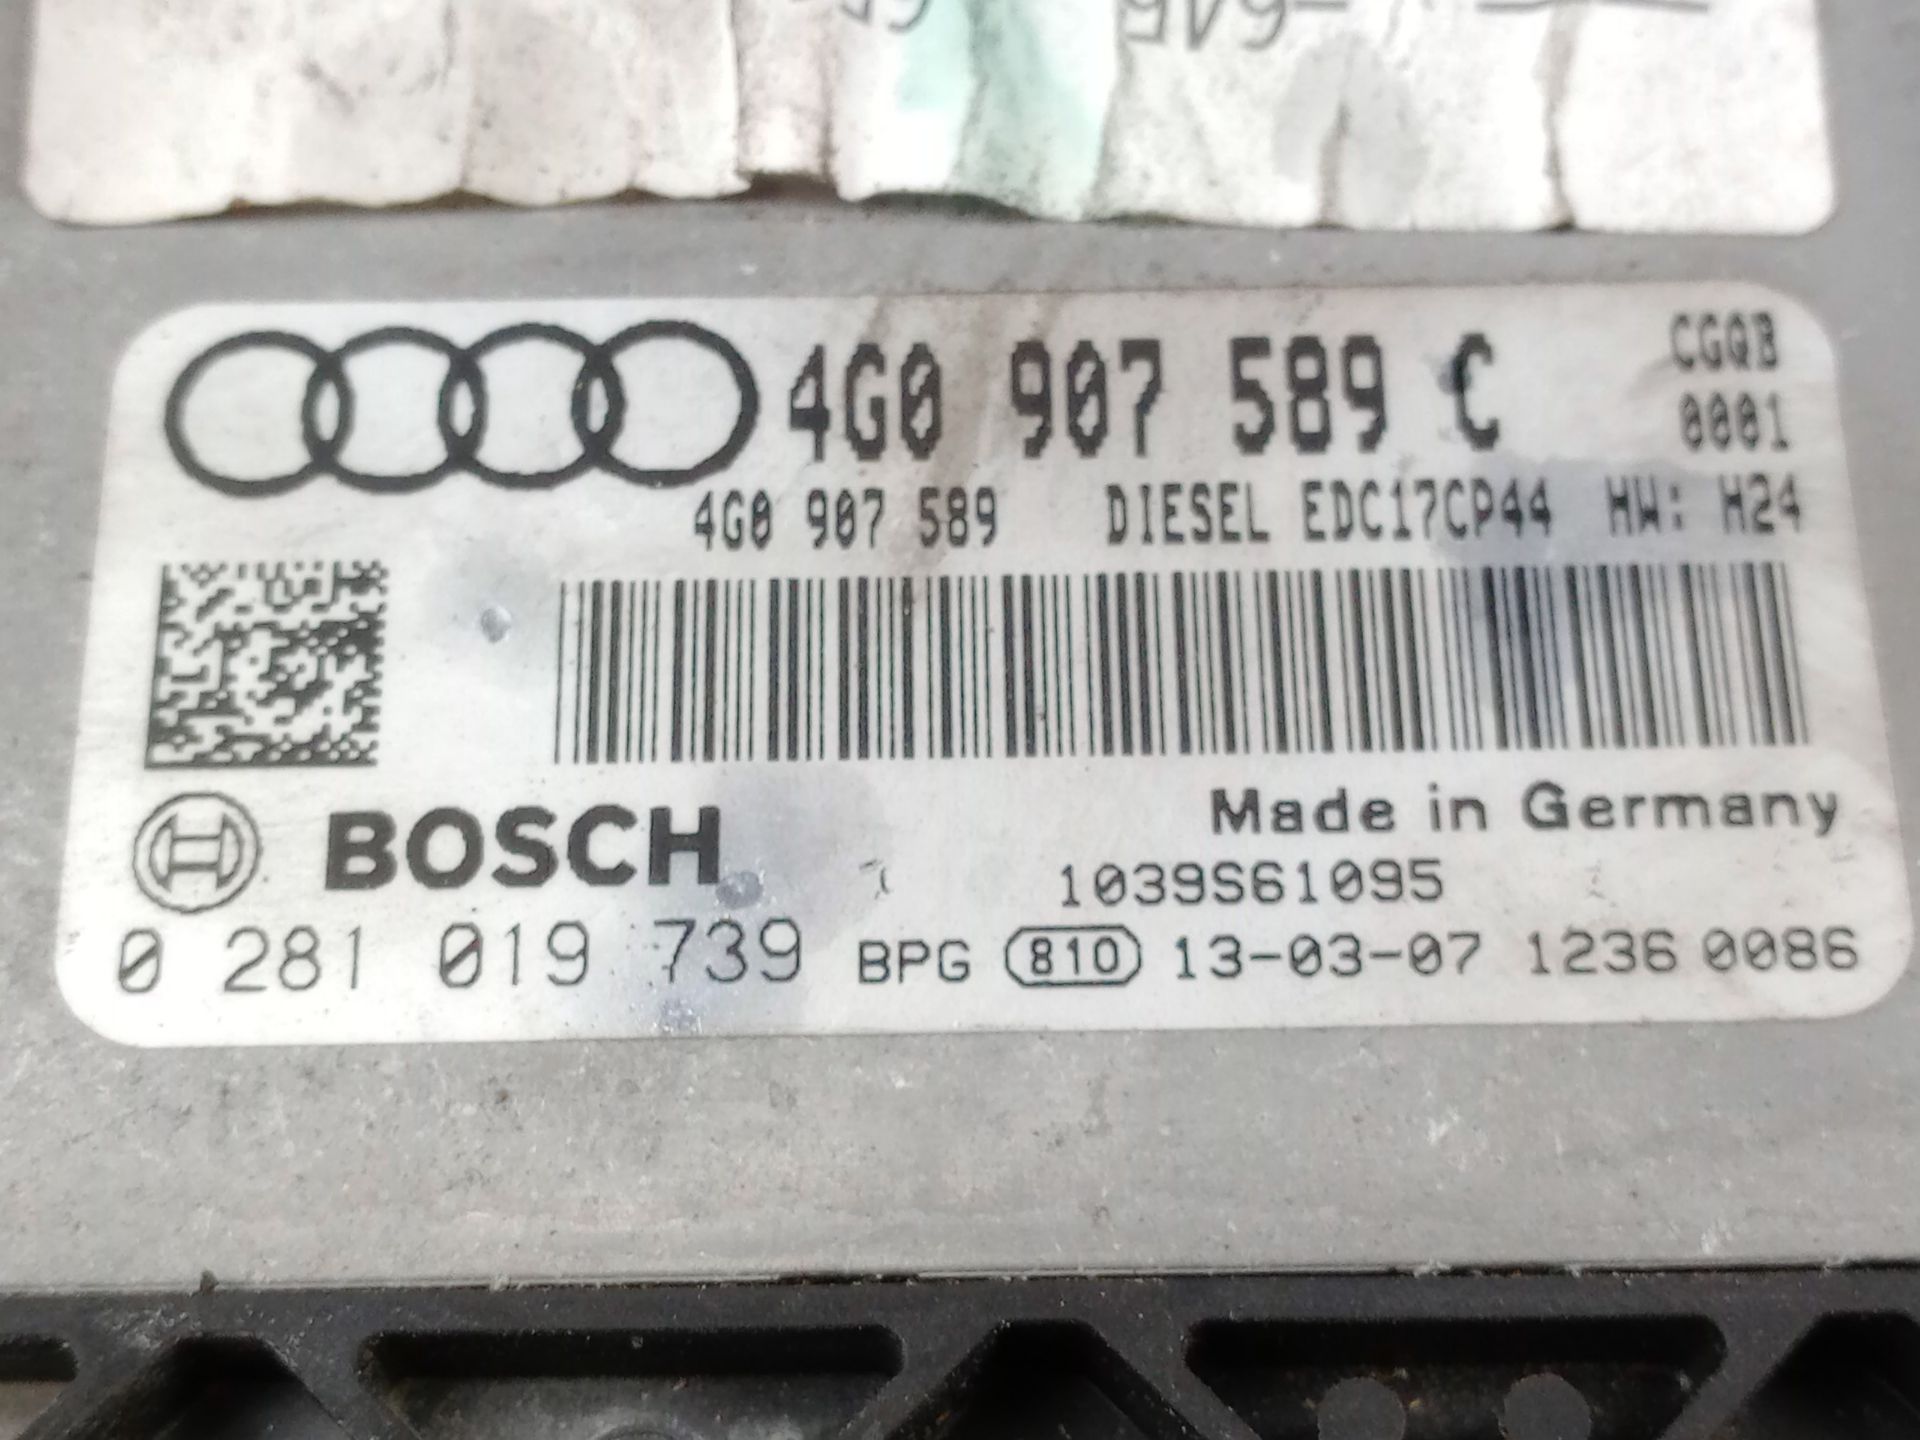 4G0 907 589 C CGQB
0001
4G0 907 589 DIESEL EDC17CP44 HW: H24
BOSCH Made in Germany
1039S61095
0 281 019 739 BPG 810 13-03-07 1236 0086